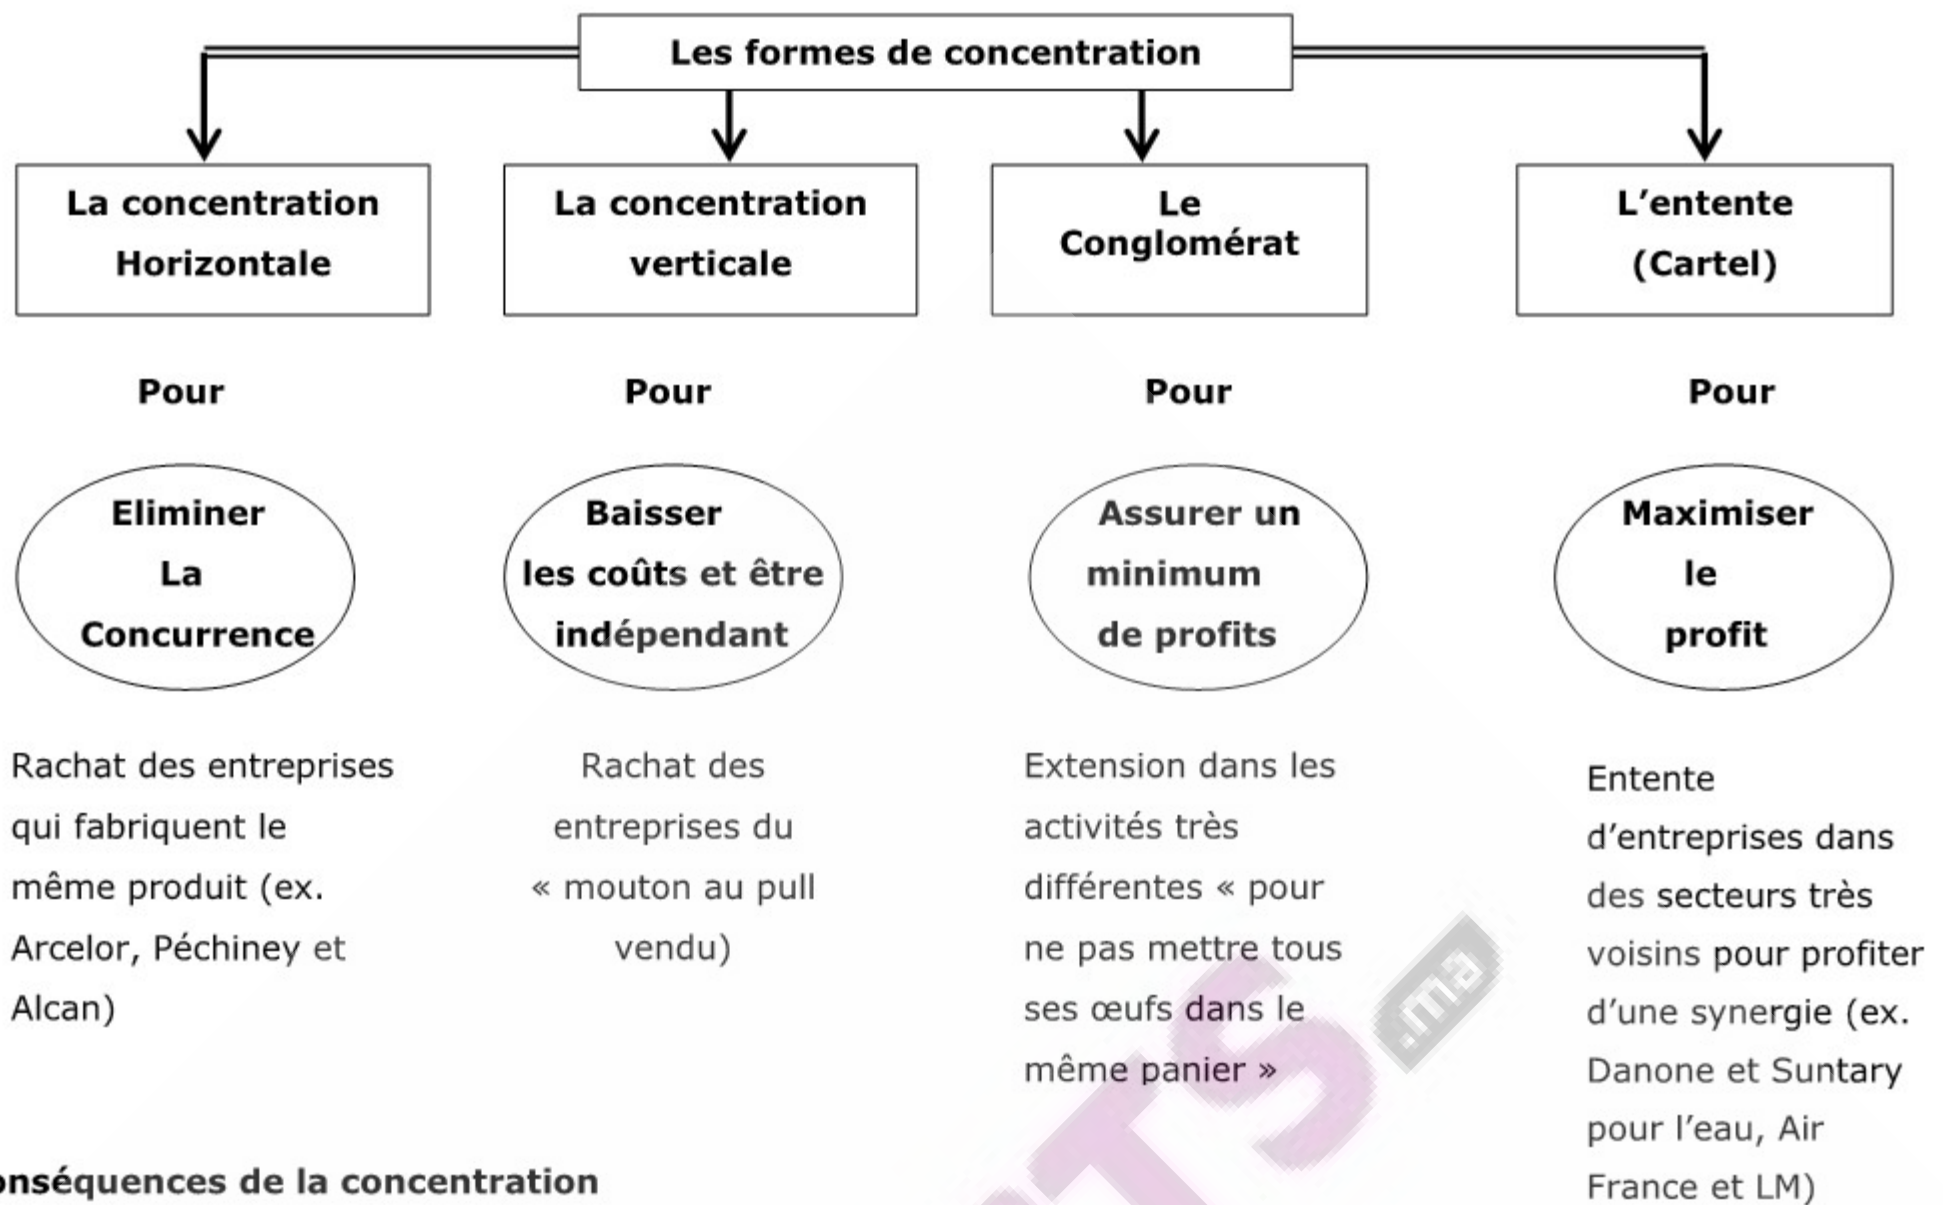 Les formes de concentration
La concentration
Horizontale
La concentration
verticale
Le
Conglomérat
L'entente
(Cartel)
Pour
Pour
Pour
Pour
Eliminer
La
Concurrence
Baisser
les coûts et être
indépendant
Assurer un
minimum
de profits
Maximiser
le
profit
Rachat des entreprises
qui fabriquent le
même produit (ex.
Arcelor, Péchiney et
Alcan)
Rachat des
entreprises du
« mouton au pull
vendu)
Extension dans les
activités très
différentes « pour
ne pas mettre tous
ses œufs dans le
même panier »
Entente
d'entreprises dans
des secteurs très
voisins pour profiter
d'une synergie (ex.
Danone et Suntary
pour l'eau, Air
France et LM)
onséquences de la concentration
TS
.ma